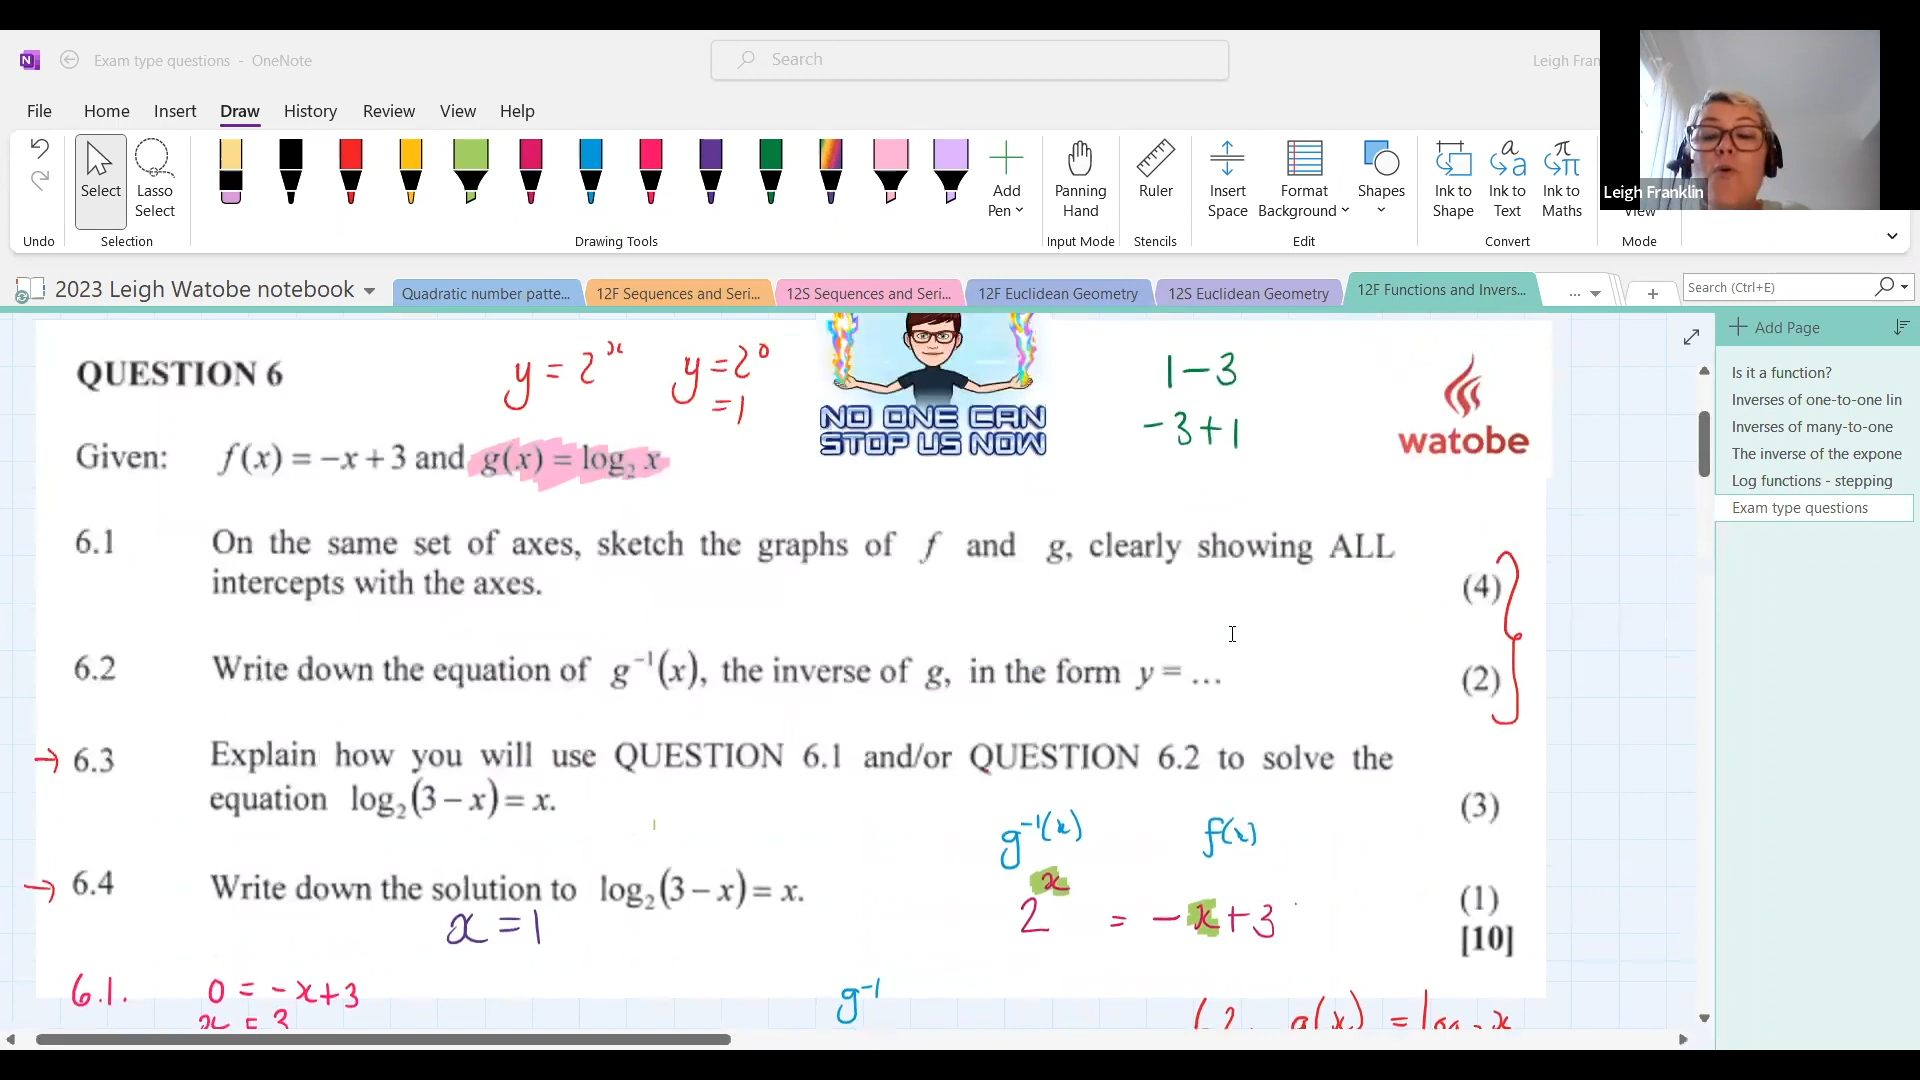 Exam type questions - OneNote
Search
Leigh Fran
File Home Insert Draw History Review View Help
Select
Lasso Select
Add Pen
Panning Hand
Ruler
Insert Space
Format Background
Shapes
Ink to Shape
Ink to Text
Ink to Maths
View
Leigh Franklin
Undo Selection Drawing Tools Input Mode Stencils Edit Convert Mode
2023 Leigh Watobe notebook
Quadratic number patte...
12F Sequences and Seri...
12S Sequences and Seri...
12F Euclidean Geometry
12S Euclidean Geometry
12F Functions and Invers...
...
Search (Ctrl+E)
Add Page
Is it a function?
Inverses of one-to-one lin
Inverses of many-to-one
The inverse of the expone
Log functions - stepping
Exam type questions
QUESTION 6
y = 2ˣ
y = 2⁰
= 1
NO ONE CAN
STOP US NOW
1 - 3
- 3 + 1
watobe
Given: f(x) = −x + 3 and g(x) = log₂ x
6.1 On the same set of axes, sketch the graphs of f and g, clearly showing ALL
intercepts with the axes. (4)
6.2 Write down the equation of g⁻¹(x), the inverse of g, in the form y = ... (2)
→ 6.3 Explain how you will use QUESTION 6.1 and/or QUESTION 6.2 to solve the
equation log₂(3 − x) = x. (3)
g⁻¹(x) f(x)
→ 6.4 Write down the solution to log₂(3 − x) = x. (1)
x = 1
2ˣ = −x + 3
[10]
6.1. 0 = −x + 3
x = 3
g⁻¹
g(x) = log₂ x